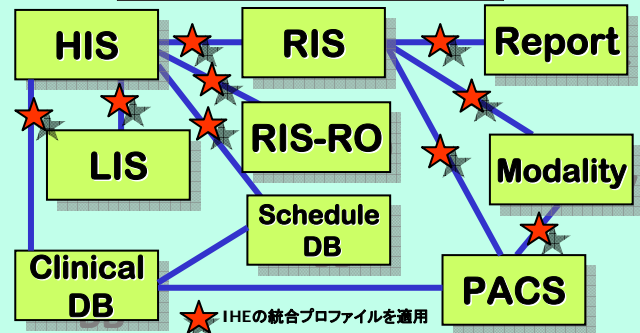 HIS
RIS
Report
RIS-RO
LIS
Modality
Schedule
DB
Clinical
DB
PACS
IHEの統合プロファイルを適用